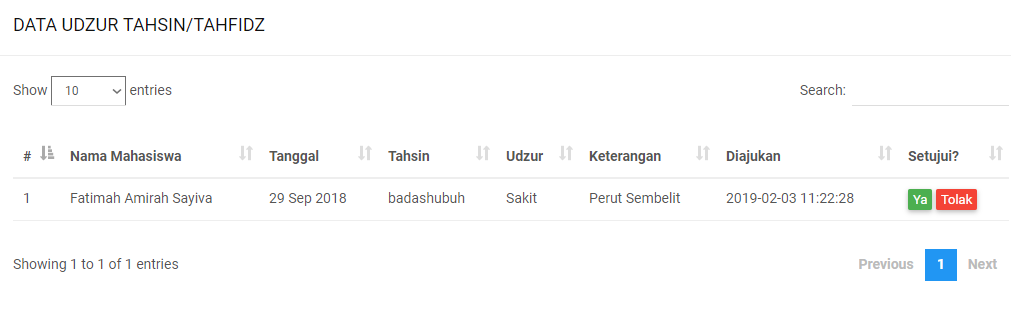 DATA UDZUR TAHSIN/TAHFIDZ
Show 10 entries Search:
# Nama Mahasiswa Tanggal Tahsin Udzur Keterangan Diajukan Setujui?
1 Fatimah Amirah Sayiva 29 Sep 2018 badashubuh Sakit Perut Sembelit 2019-02-03 11:22:28 Ya Tolak
Showing 1 to 1 of 1 entries Previous 1 Next